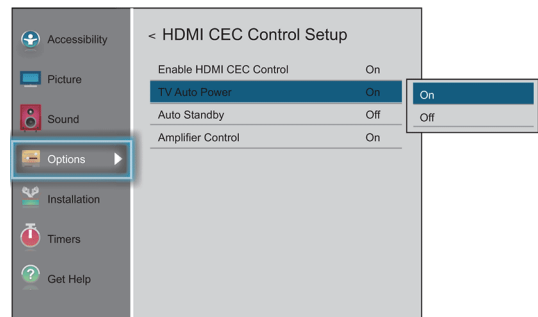 Accessibility
Picture
Sound
Options
Installation
Timers
Get Help
< HDMI CEC Control Setup
Enable HDMI CEC Control On
TV Auto Power On
Auto Standby Off
Amplifier Control On
On
Off